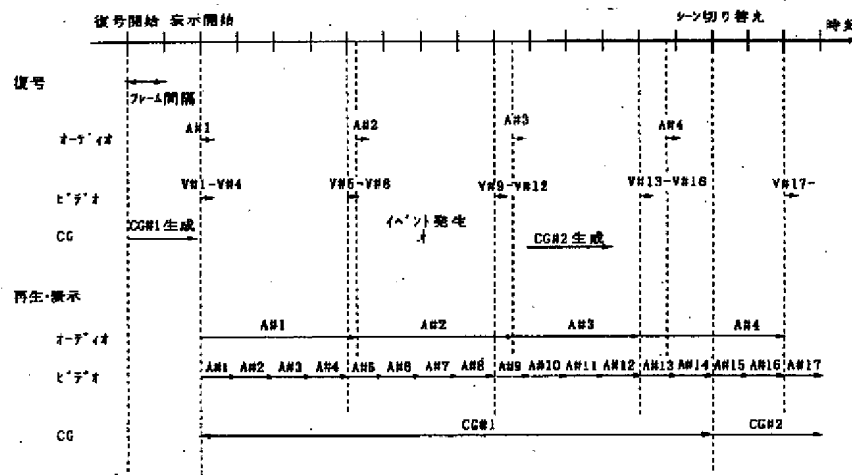 復号開始 表示開始 シーン切り替え 時刻
復号
フレーム間隔
オーディオ A#1 A#2 A#3 A#4
ビデオ V#1-V#4 V#5-V#6 V#9-V#12 V#13-V#16 V#17-
CG CG#1生成 イベント発生 CG#2生成
再生・表示
オーディオ A#1 A#2 A#3 A#4
ビデオ A#1 A#2 A#3 A#4 A#5 A#6 A#7 A#8 A#9 A#10 A#11 A#12 A#13 A#14 A#15 A#16 A#17
CG CG#1 CG#2